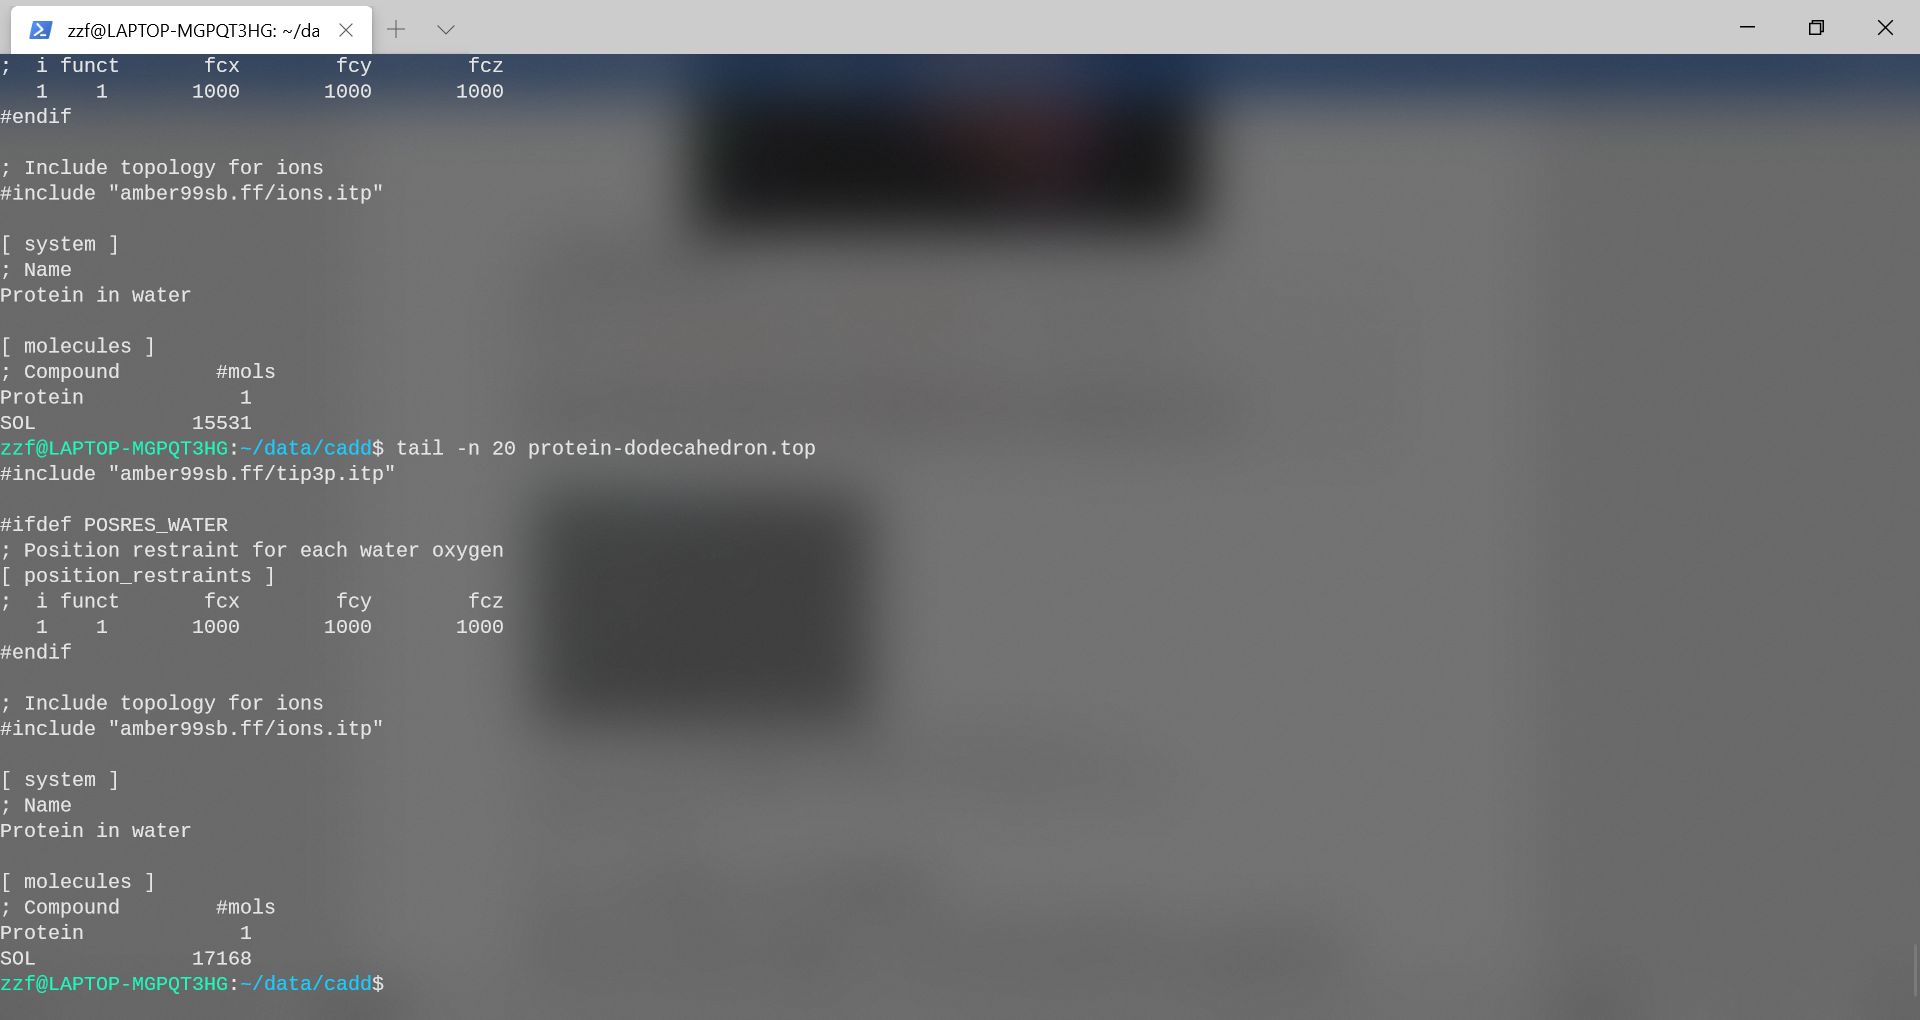 zzf@LAPTOP-MGPQT3HG: ~/da
;  i funct       fcx        fcy        fcz
   1    1       1000       1000       1000
#endif
; Include topology for ions
#include "amber99sb.ff/ions.itp"
[ system ]
; Name
Protein in water
[ molecules ]
; Compound        #mols
Protein             1
SOL             15531
zzf@LAPTOP-MGPQT3HG:~/data/cadd$ tail -n 20 protein-dodecahedron.top
#include "amber99sb.ff/tip3p.itp"
#ifdef POSRES_WATER
; Position restraint for each water oxygen
[ position_restraints ]
;  i funct       fcx        fcy        fcz
   1    1       1000       1000       1000
#endif
; Include topology for ions
#include "amber99sb.ff/ions.itp"
[ system ]
; Name
Protein in water
[ molecules ]
; Compound        #mols
Protein             1
SOL             17168
zzf@LAPTOP-MGPQT3HG:~/data/cadd$